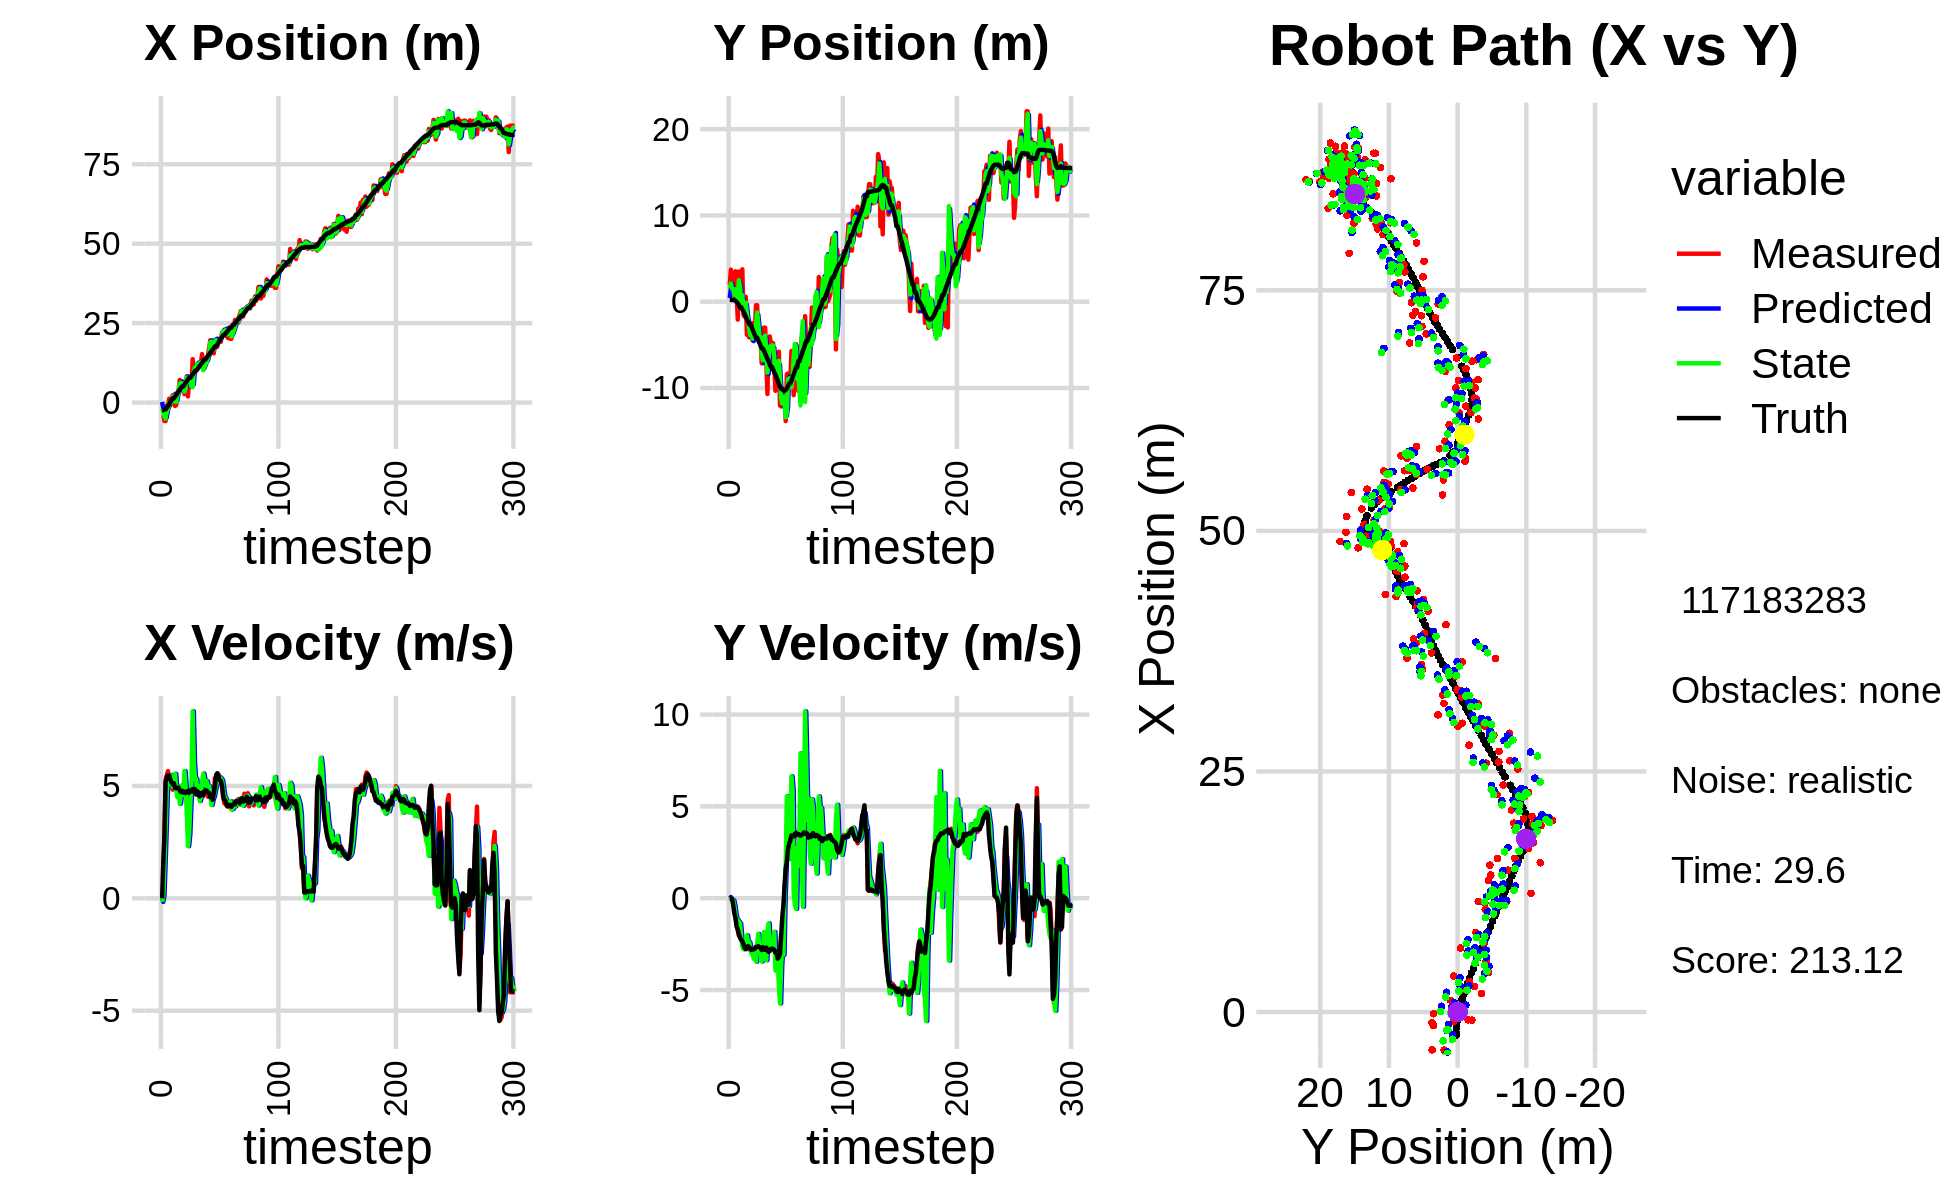 X Position (m)
75
50
25
0
0
100
200
300
timestep
Y Position (m)
20
10
0
-10
0
100
200
300
timestep
X Velocity (m/s)
5
0
-5
0
100
200
300
timestep
Y Velocity (m/s)
10
5
0
-5
0
100
200
300
timestep
Robot Path (X vs Y)
X Position (m)
75
50
25
0
20 10 0 -10 -20
Y Position (m)
variable
Measured
Predicted
State
Truth
117183283
Obstacles: none
Noise: realistic
Time: 29.6
Score: 213.12